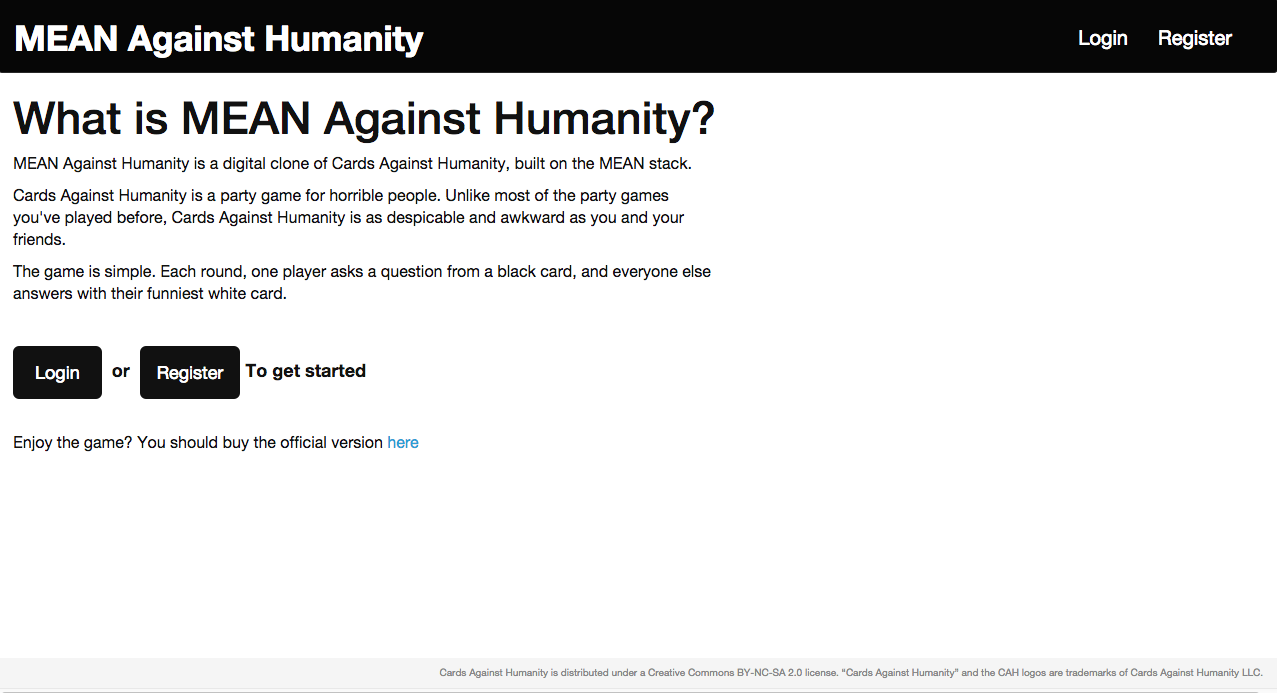 MEAN Against Humanity
Login Register
What is MEAN Against Humanity?
MEAN Against Humanity is a digital clone of Cards Against Humanity, built on the MEAN stack.
Cards Against Humanity is a party game for horrible people. Unlike most of the party games
you've played before, Cards Against Humanity is as despicable and awkward as you and your
friends.
The game is simple. Each round, one player asks a question from a black card, and everyone else
answers with their funniest white card.
Login or Register To get started
Enjoy the game? You should buy the official version here
Cards Against Humanity is distributed under a Creative Commons BY-NC-SA 2.0 license. “Cards Against Humanity” and the CAH logos are trademarks of Cards Against Humanity LLC.